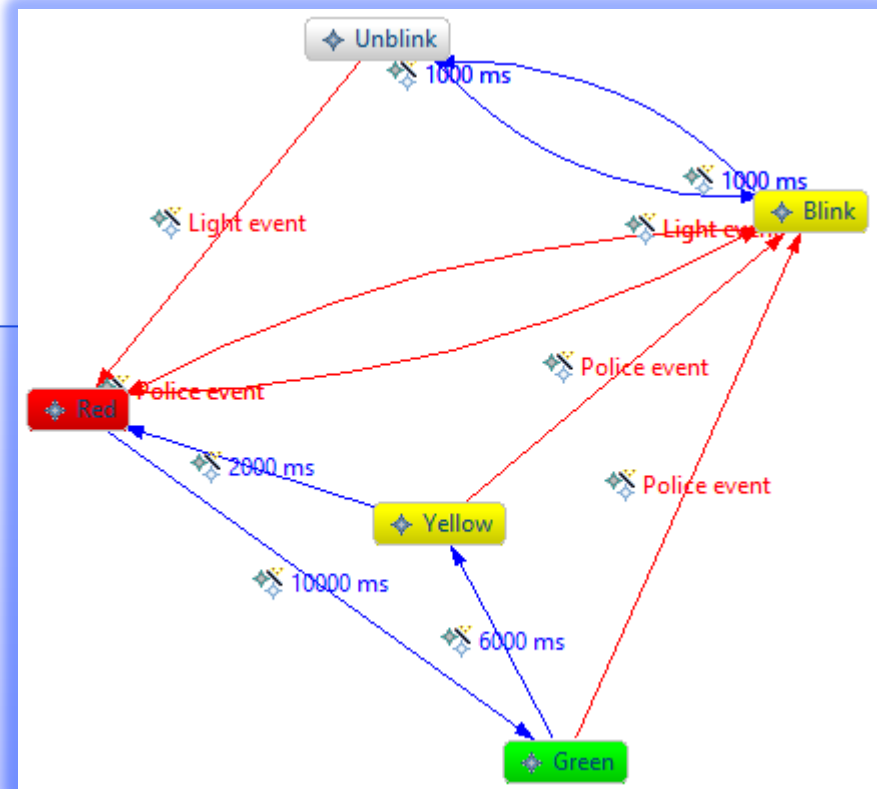 Unblink
1000 ms
1000 ms
Blink
Light event
Light event
Police event
Police event
Red
2000 ms
Police event
Yellow
10000 ms
6000 ms
Green